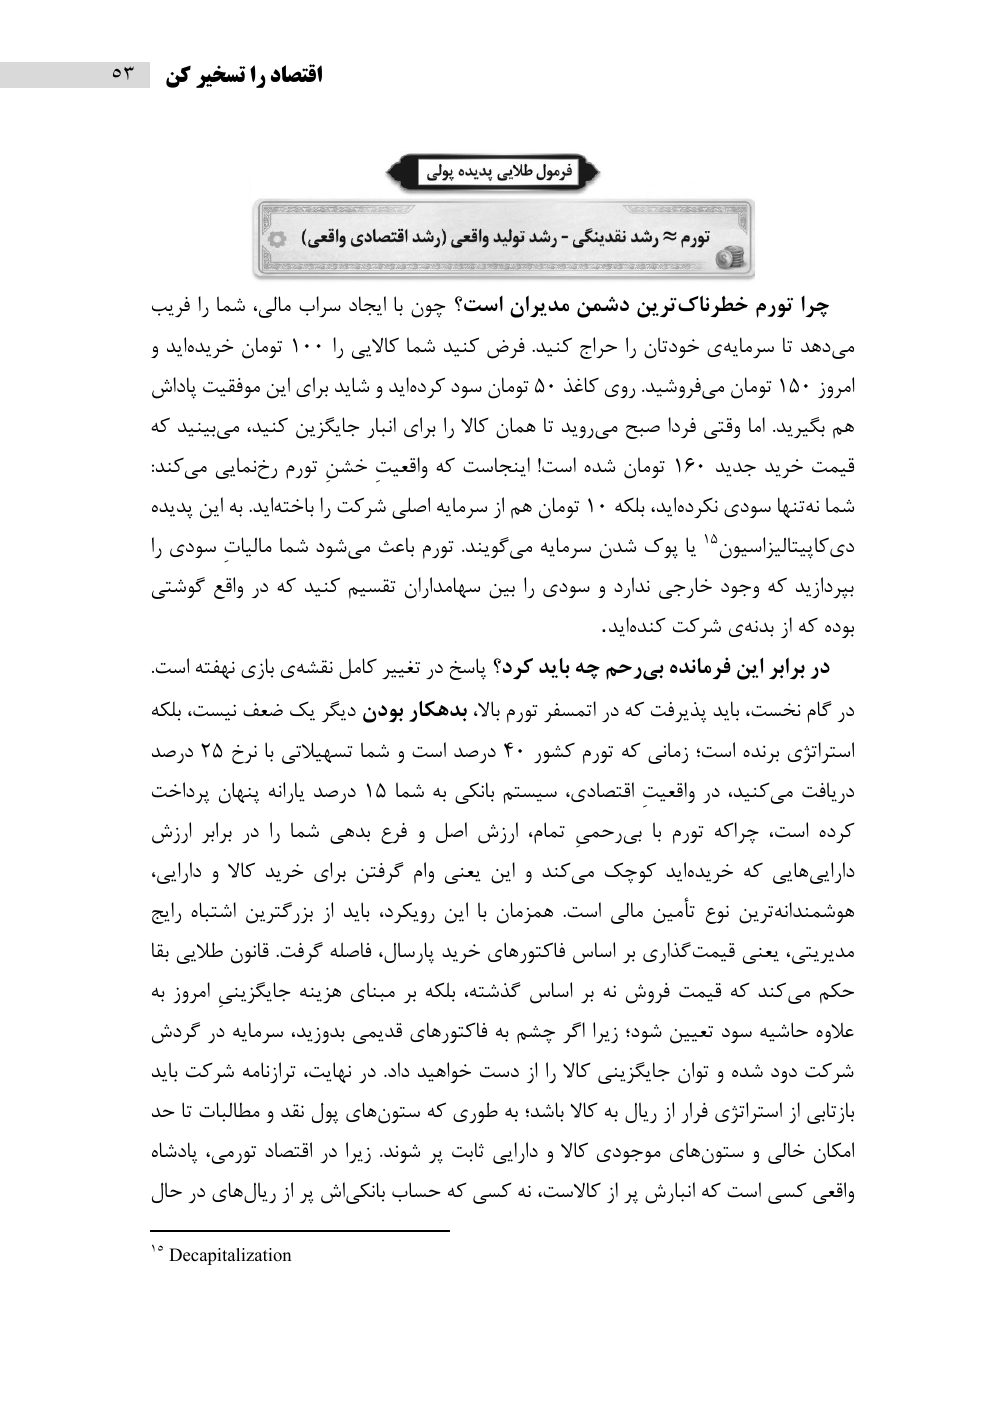 اقتصاد را تسخیر کن ۵۳
فرمول طلایی پدیده پولی
تورم ≈ رشد نقدینگی - رشد تولید واقعی (رشد اقتصادی واقعی)
چرا تورم خطرناک‌ترین دشمن مدیران است؟ چون با ایجاد سراب مالی، شما را فریب
می‌دهد تا سرمایه‌ی خودتان را حراج کنید. فرض کنید شما کالایی را ۱۰۰ تومان خریده‌اید و
امروز ۱۵۰ تومان می‌فروشید. روی کاغذ ۵۰ تومان سود کرده‌اید و شاید برای این موفقیت پاداش
هم بگیرید. اما وقتی فردا صبح می‌روید تا همان کالا را برای انبار جایگزین کنید، می‌بینید که
قیمت خرید جدید ۱۶۰ تومان شده است! اینجاست که واقعیتِ خشنِ تورم رخ‌نمایی می‌کند:
شما نه‌تنها سودی نکرده‌اید، بلکه ۱۰ تومان هم از سرمایه اصلی شرکت را باخته‌اید. به این پدیده
دی‌کاپیتالیزاسیون۱۵ یا پوک شدن سرمایه می‌گویند. تورم باعث می‌شود شما مالیاتِ سودی را
بپردازید که وجود خارجی ندارد و سودی را بین سهامداران تقسیم کنید که در واقع گوشتی
بوده که از بدنه‌ی شرکت کنده‌اید.
در برابر این فرمانده بی‌رحم چه باید کرد؟ پاسخ در تغییر کامل نقشه‌ی بازی نهفته است.
در گام نخست، باید پذیرفت که در اتمسفر تورم بالا، بدهکار بودن دیگر یک ضعف نیست، بلکه
استراتژی برنده است؛ زمانی که تورم کشور ۴۰ درصد است و شما تسهیلاتی با نرخ ۲۵ درصد
دریافت می‌کنید، در واقعیتِ اقتصادی، سیستم بانکی به شما ۱۵ درصد یارانه پنهان پرداخت
کرده است، چراکه تورم با بی‌رحمیِ تمام، ارزش اصل و فرع بدهی شما را در برابر ارزش
دارایی‌هایی که خریده‌اید کوچک می‌کند و این یعنی وام گرفتن برای خرید کالا و دارایی،
هوشمندانه‌ترین نوع تأمین مالی است. همزمان با این رویکرد، باید از بزرگترین اشتباه رایج
مدیریتی، یعنی قیمت‌گذاری بر اساس فاکتورهای خرید پارسال، فاصله گرفت. قانون طلایی بقا
حکم می‌کند که قیمت فروش نه بر اساس گذشته، بلکه بر مبنای هزینه جایگزینیِ امروز به
علاوه حاشیه سود تعیین شود؛ زیرا اگر چشم به فاکتورهای قدیمی بدوزید، سرمایه در گردش
شرکت دود شده و توان جایگزینی کالا را از دست خواهید داد. در نهایت، ترازنامه شرکت باید
بازتابی از استراتژی فرار از ریال به کالا باشد؛ به طوری که ستون‌های پول نقد و مطالبات تا حد
امکان خالی و ستون‌های موجودی کالا و دارایی ثابت پر شوند. زیرا در اقتصاد تورمی، پادشاه
واقعی کسی است که انبارش پر از کالاست، نه کسی که حساب بانکی‌اش پر از ریال‌های در حال
۱۵ Decapitalization